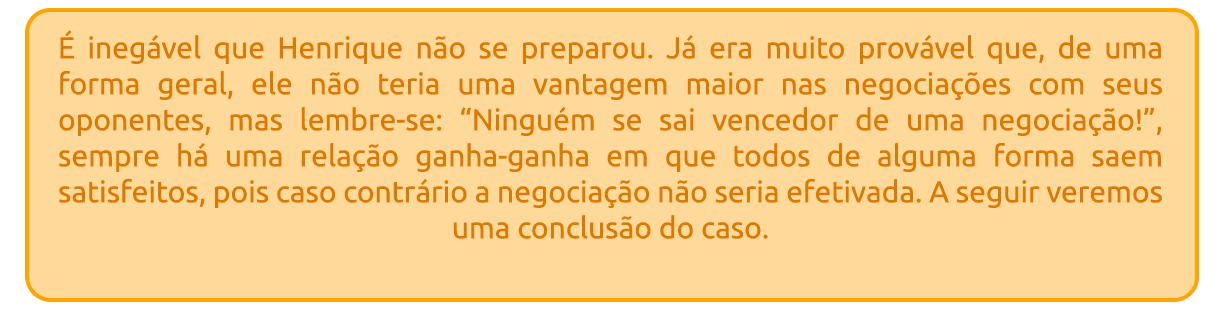 É inegável que Henrique não se preparou. Já era muito provável que, de uma
forma geral, ele não teria uma vantagem maior nas negociações com seus
oponentes, mas lembre-se: “Ninguém se sai vencedor de uma negociação!”,
sempre há uma relação ganha-ganha em que todos de alguma forma saem
satisfeitos, pois caso contrário a negociação não seria efetivada. A seguir veremos
uma conclusão do caso.